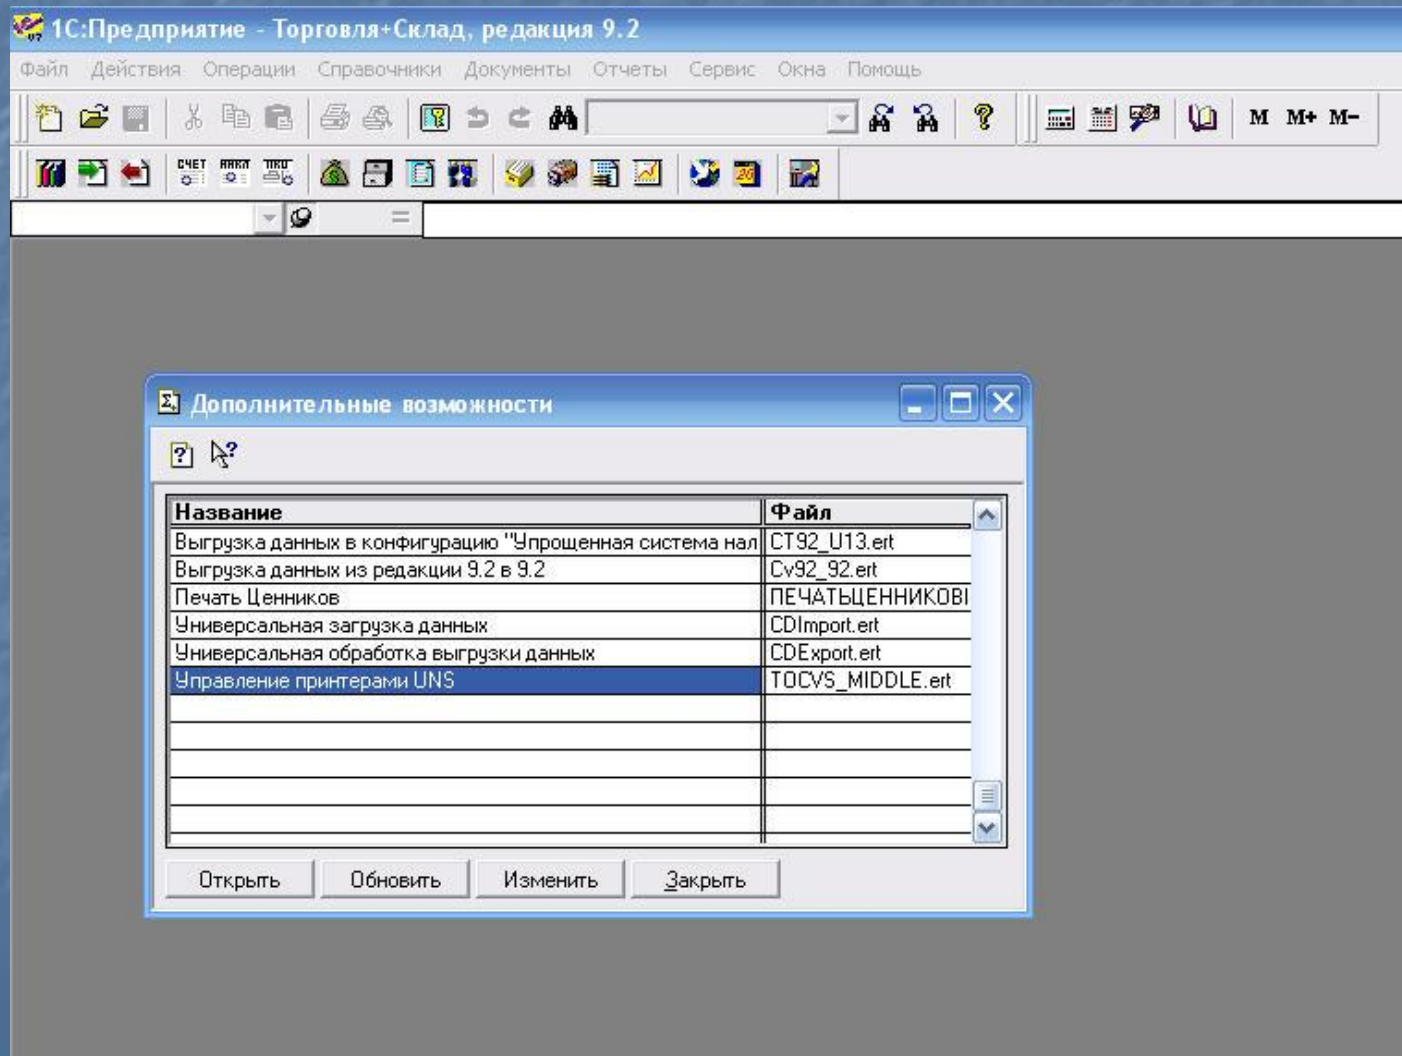 1С:Предприятие - Торговля+Склад, редакция 9.2
Файл Действия Операции Справочники Документы Отчеты Сервис Окна Помощь
M M+ M-
СЧЕТ
=
Дополнительные возможности
Название Файл
Выгрузка данных в конфигурацию "Упрощенная система нал CT92_U13.ert
Выгрузка данных из редакции 9.2 в 9.2 Cv92_92.ert
Печать Ценников ПЕЧАТЬЦЕННИКОВ
Универсальная загрузка данных CDImport.ert
Универсальная обработка выгрузки данных CDExport.ert
Управление принтерами UNS TOCVS_MIDDLE.ert
Открыть Обновить Изменить Закрыть